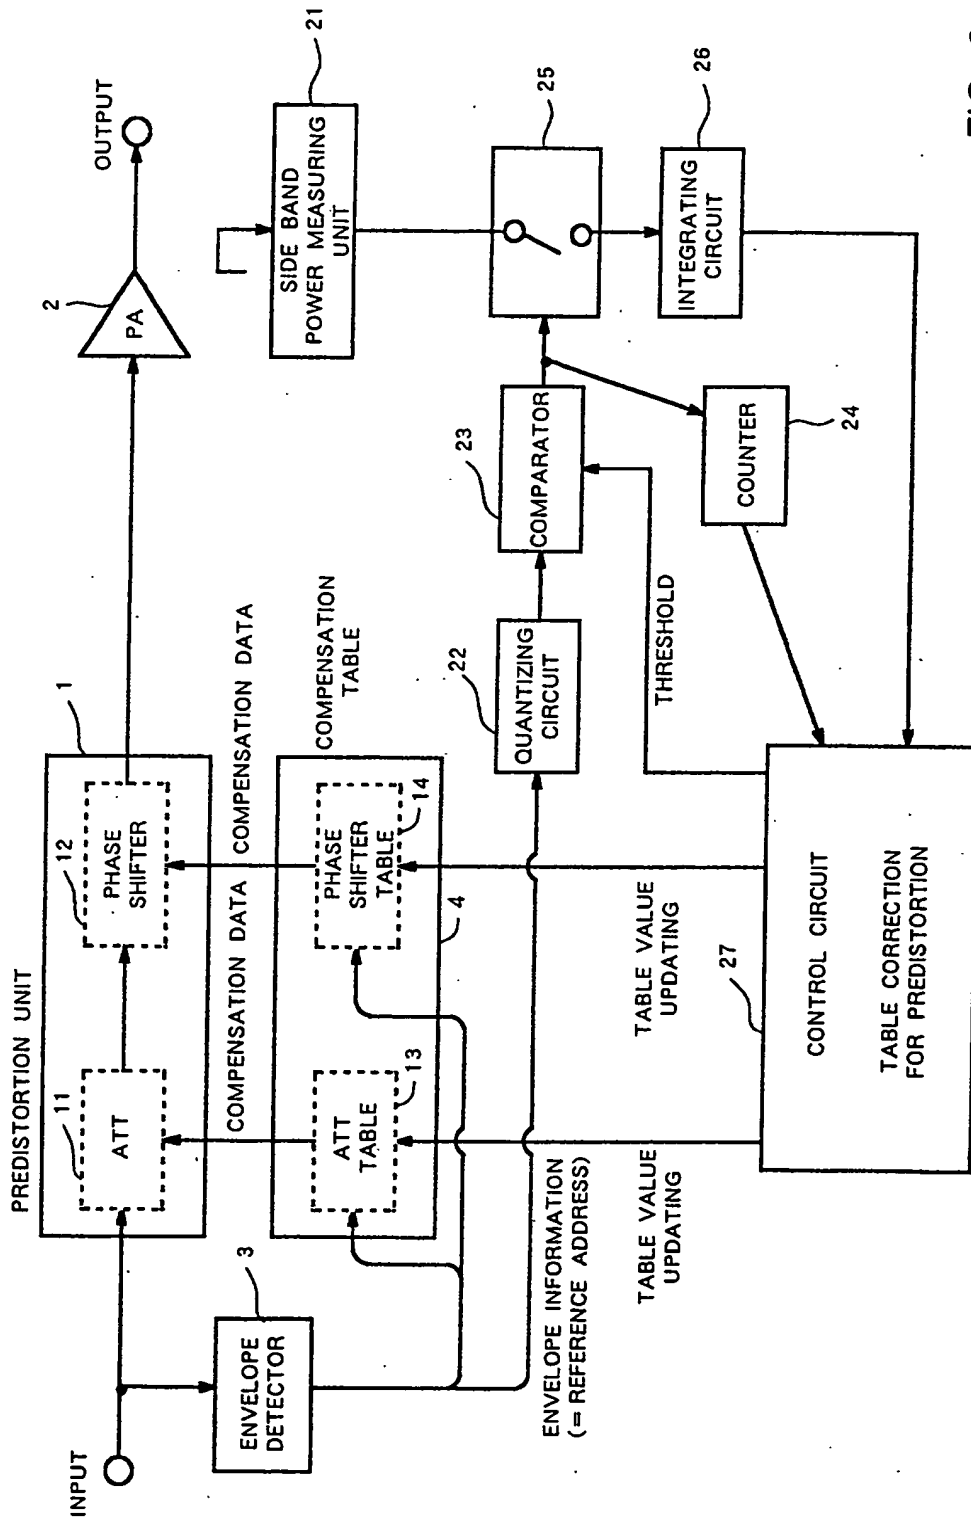 INPUT
PREDISTORTION UNIT
1
11
ATT
12
PHASE
SHIFTER
2
PA
OUTPUT
3
ENVELOPE
DETECTOR
COMPENSATION DATA
COMPENSATION DATA
COMPENSATION
TABLE
ATT
TABLE
13
PHASE
SHIFTER
TABLE
14
4
SIDE BAND
POWER MEASURING
UNIT
21
ENVELOPE INFORMATION
(= REFERENCE ADDRESS)
22
QUANTIZING
CIRCUIT
23
COMPARATOR
25
26
INTEGRATING
CIRCUIT
COUNTER
24
THRESHOLD
TABLE VALUE
UPDATING
TABLE VALUE
UPDATING
27
CONTROL CIRCUIT
TABLE CORRECTION
FOR PREDISTORTION